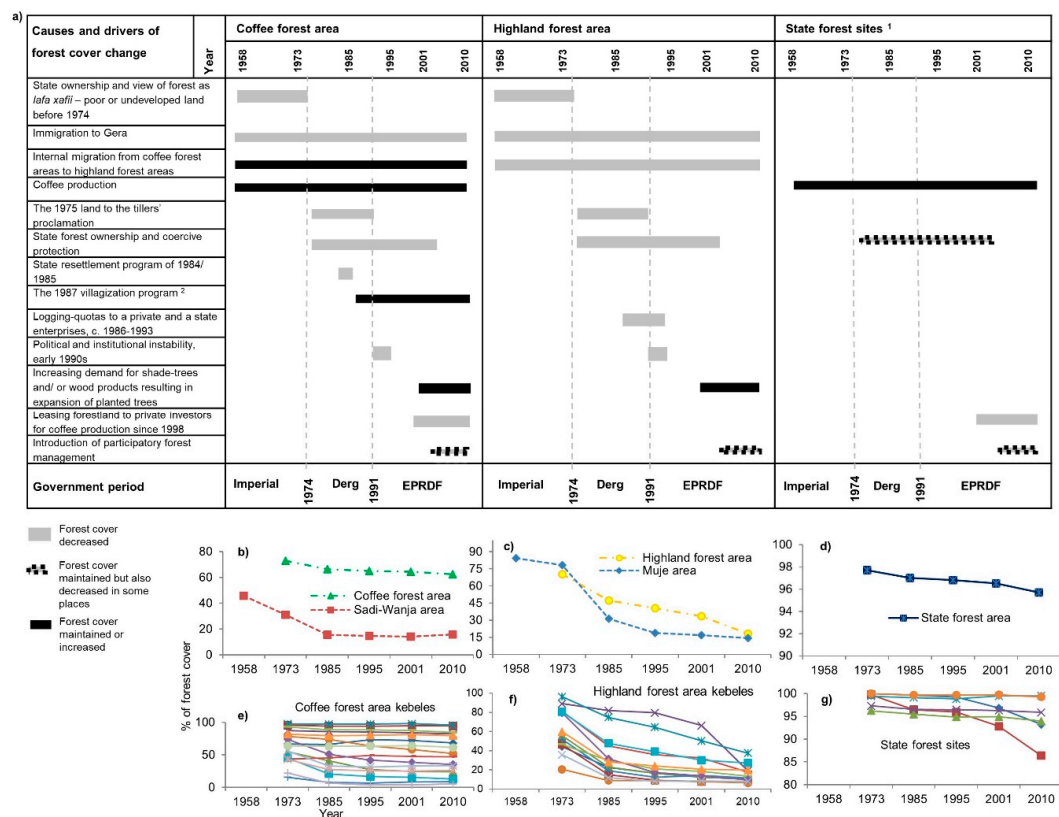 a)
Causes and drivers of
forest cover change
Year
Coffee forest area
Highland forest area
State forest sites 1
1958
1973
1985
2001
2010
1958
1973
1985
2001
2010
1958
1973
1985
2001
2010
State ownership and view of forest as
lafa xafii – poor or undeveloped land
before 1974
Immigration to Gera
Internal migration from coffee forest
areas to highland forest areas
Coffee production
The 1975 land to the tillers'
proclamation
State forest ownership and coercive
protection
State resettlement program of 1984/
1985
The 1987 villagization program 2
Logging-quotas to a private and a state
enterprises, c. 1986-1993
Political and institutional instability,
early 1990s
Increasing demand for shade-trees
and/ or wood products resulting in
expansion of planted trees
Leasing forestland to private investors
for coffee production since 1998
Introduction of participatory forest
management
Government period
Imperial
1974
Derg
1991
EPRDF
Imperial
1974
Derg
1991
EPRDF
Imperial
1974
Derg
1991
EPRDF
Forest cover
decreased
Forest cover
maintained but also
decreased in some
places
Forest cover
maintained or
increased
% of forest cover
b)
80
60
40
20
0
Coffee forest area
Sadi-Wanja area
1958 1973 1985 1995 2001 2010
c)
90
75
60
45
30
15
Highland forest area
Muje area
1958 1973 1985 1995 2001 2010
d)
100
98
96
94
92
90
State forest area
1958 1973 1985 1995 2001 2010
e)
Coffee forest area kebeles
100
50
0
1958 1973 1985 1995 2001 2010
Year
f)
Highland forest area kebeles
100
80
60
40
20
0
1958 1973 1985 1995 2001 2010
g)
100
95
90
85
80
State forest sites
1958 1973 1985 1995 2001 2010